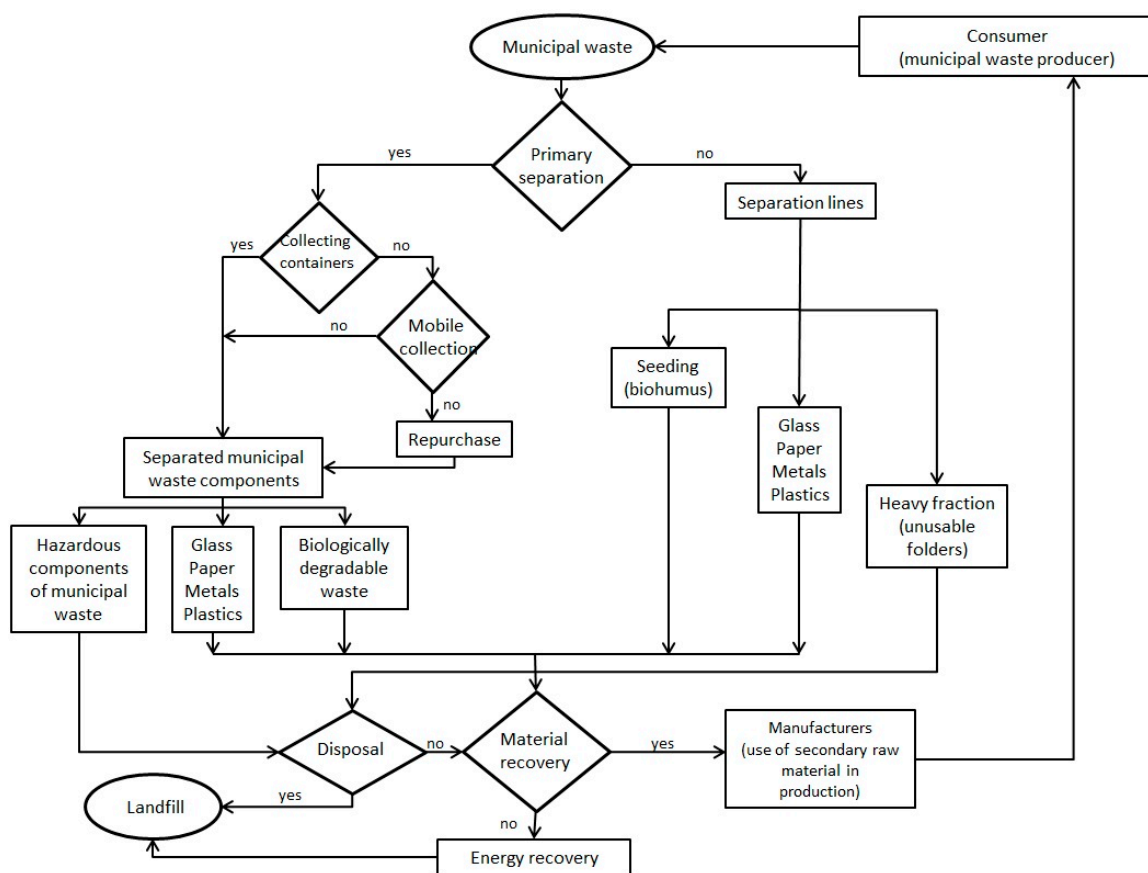 Municipal waste
Consumer
(municipal waste producer)
Primary
separation
yes
no
Separation lines
Collecting
containers
yes
no
Mobile
collection
no
no
Repurchase
Seeding
(biohumus)
Glass
Paper
Metals
Plastics
Separated municipal
waste components
Heavy fraction
(unusable
folders)
Hazardous
components
of municipal
waste
Glass
Paper
Metals
Plastics
Biologically
degradable
waste
Disposal
no
Material
recovery
yes
Manufacturers
(use of secondary raw
material in
production)
Landfill
yes
no
Energy recovery